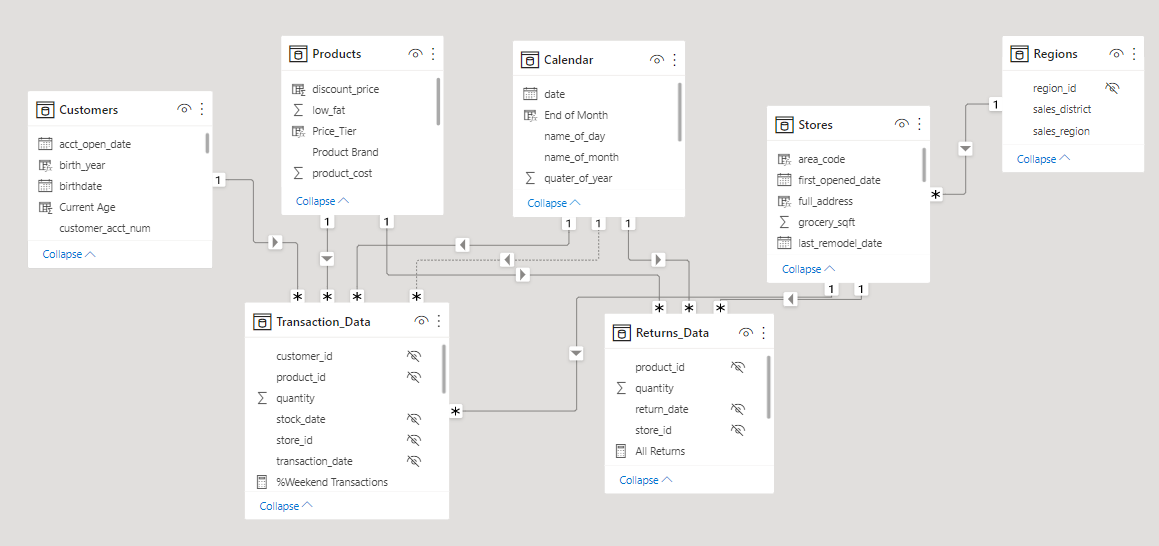 Customers
acct_open_date
birth_year
birthdate
Current Age
customer_acct_num
Collapse
1
Products
discount_price
low_fat
Price_Tier
Product Brand
product_cost
Collapse
1
1
Calendar
date
End of Month
name_of_day
name_of_month
quater_of_year
Collapse
1
1
1
Stores
area_code
first_opened_date
full_address
grocery_sqft
last_remodel_date
Collapse
1
1
*
Regions
region_id
sales_district
sales_region
Collapse
1
* * * *
Transaction_Data
customer_id
product_id
quantity
stock_date
store_id
transaction_date
%Weekend Transactions
Collapse
*
* * *
Returns_Data
product_id
quantity
return_date
store_id
All Returns
Collapse